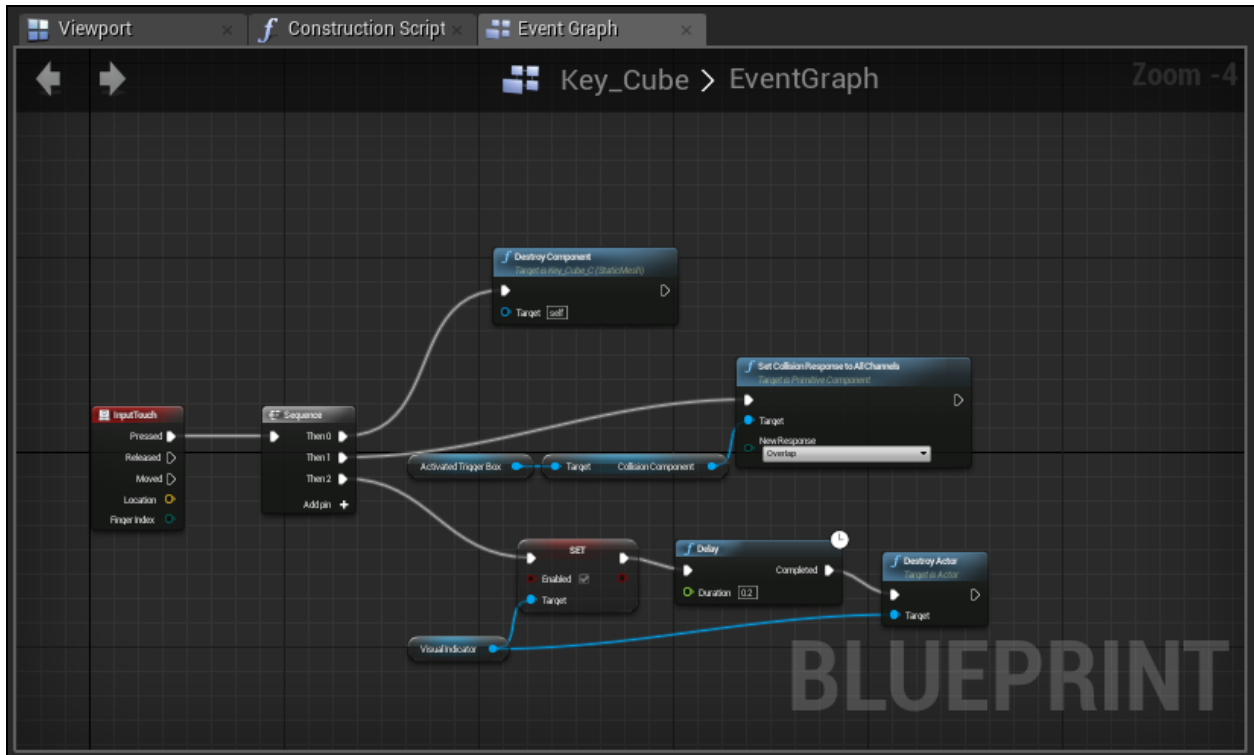 Viewport
Construction Script
Event Graph
Key_Cube > EventGraph
Zoom -4
Destroy Component
Target is Key_Cube_C (StaticMesh)
Target self
Set Collision Response to All Channels
Target is Primitive Component
Target
New Response
Overlap
InputTouch
Pressed
Released
Moved
Location
Finger Index
Sequence
Then 0
Then 1
Then 2
Add pin +
Activated Trigger Box
Target Collision Component
SET
Enabled
Target
Delay
Completed
Duration 0.2
Destroy Actor
Target is Actor
Target
Visual Indicator
BLUEPRINT